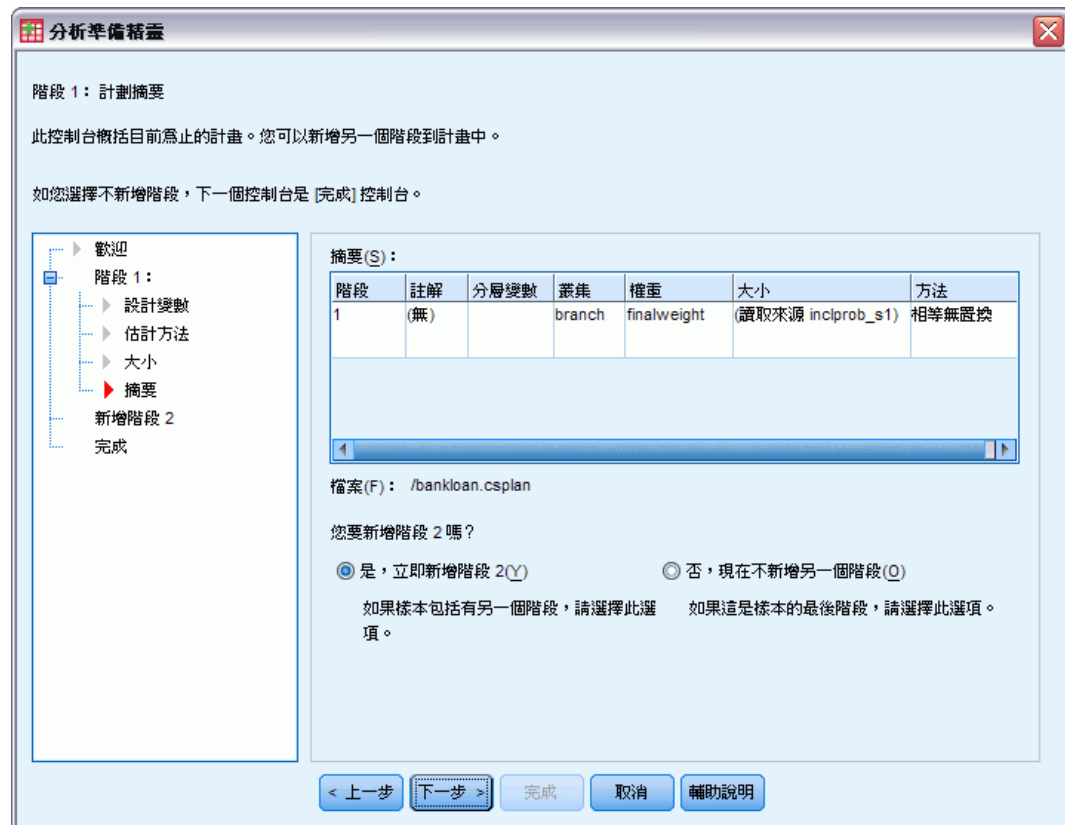 分析準備精靈
階段 1：計劃摘要
此控制台概括目前為止的計畫。您可以新增另一個階段到計畫中。
如您選擇不新增階段，下一個控制台是 [完成] 控制台。
歡迎
階段 1：
設計變數
估計方法
大小
摘要
新增階段 2
完成
摘要(S)：
階段 註解 分層變數 叢集 權重 大小 方法
1 (無) branch finalweight (讀取來源 inclprob_s1) 相等無置換
檔案(F)： /bankloan.csplan
您要新增階段 2 嗎？
是，立即新增階段 2(Y) 否，現在不新增另一個階段(O)
如果樣本包括有另一個階段，請選擇此選 如果這是樣本的最後階段，請選擇此選項。
項。
< 上一步 下一步 > 完成 取消 輔助說明